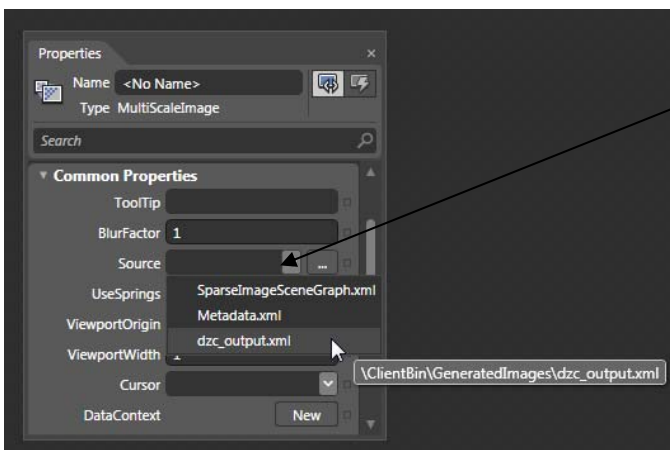 Properties
Name <No Name>
Type MultiScaleImage
Search
Common Properties
ToolTip
BlurFactor 1
Source ...
SparseImageSceneGraph.xml
UseSprings
Metadata.xml
ViewportOrigin
dzc_output.xml
ViewportWidth 1
\ClientBin\GeneratedImages\dzc_output.xml
Cursor
DataContext New